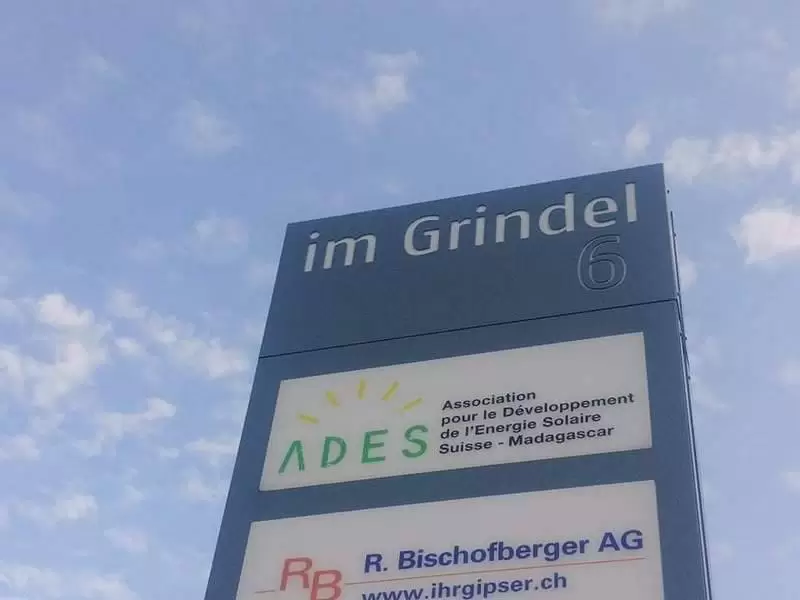 im Grindel
6
ADES
Association
pour le Développement
de l'Energie Solaire
Suisse - Madagascar
RB
R. Bischofberger AG
www.ihrgipser.ch